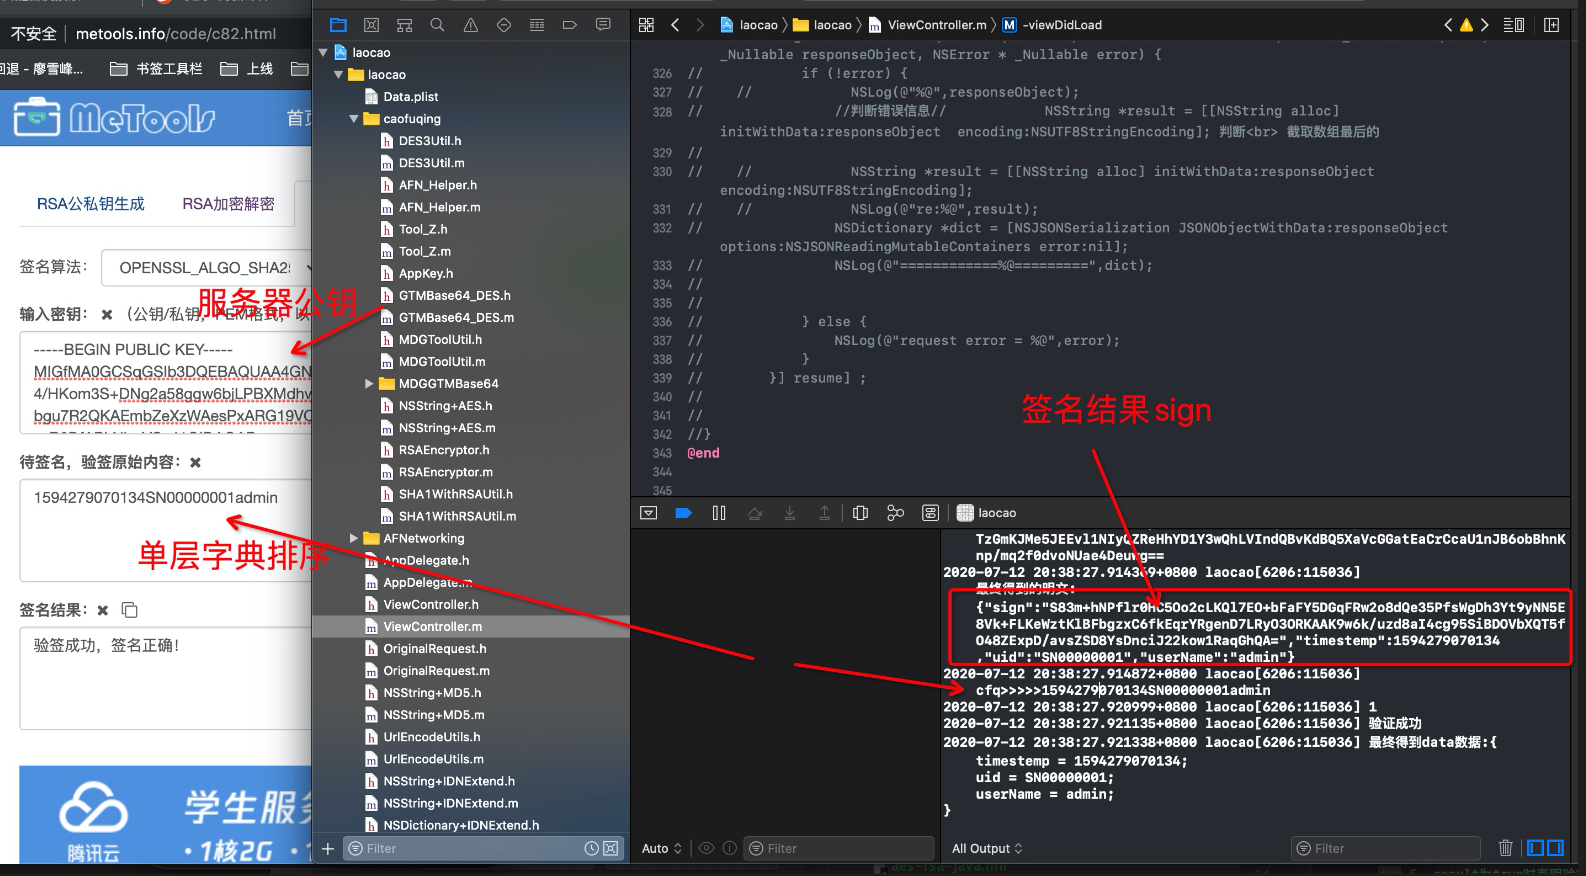 不安全 | metools.info/code/c82.html
回退 - 廖雪峰... 书签工具栏 上线
MeTools 首页
RSA公私钥生成 RSA加密解密
签名算法： OPENSSL_ALGO_SHA25
服务器公钥
输入密钥： ✖ （公钥/私钥，PEM格式，以
-----BEGIN PUBLIC KEY-----
MIGfMA0GCSqGSIb3DQEBAQUAA4GN
4/HKom3S+DNg2a58ggw6bjLPBXMdhv
bgu7R2QKAEmbZeXzWAesPxARG19VC
待签名，验签原始内容： ✖
1594279070134SN00000001admin
单层字典排序
签名结果： ✖
验签成功，签名正确!
腾讯云
学生服务
· 1核2G ·
laocao
laocao
Data.plist
caofuqing
DES3Util.h
DES3Util.m
AFN_Helper.h
AFN_Helper.m
Tool_Z.h
Tool_Z.m
AppKey.h
GTMBase64_DES.h
GTMBase64_DES.m
MDGToolUtil.h
MDGToolUtil.m
MDGGTMBase64
NSString+AES.h
NSString+AES.m
RSAEncryptor.h
RSAEncryptor.m
SHA1WithRSAUtil.h
SHA1WithRSAUtil.m
AFNetworking
AppDelegate.h
AppDelegate.m
ViewController.h
ViewController.m
OriginalRequest.h
OriginalRequest.m
NSString+MD5.h
NSString+MD5.m
UrlEncodeUtils.h
UrlEncodeUtils.m
NSString+IDNExtend.h
NSString+IDNExtend.m
NSDictionary+IDNExtend.h
Filter
laocao laocao ViewController.m M -viewDidLoad
_Nullable responseObject, NSError * _Nullable error) {
326 // if (!error) {
327 // // NSLog(@"%@",responseObject);
328 // //判断错误信息// NSString *result = [[NSString alloc]
initWithData:responseObject encoding:NSUTF8StringEncoding]; 判断<br> 截取数组最后的
329 //
330 // // NSString *result = [[NSString alloc] initWithData:responseObject
encoding:NSUTF8StringEncoding];
331 // // NSLog(@"re:%@",result);
332 // NSDictionary *dict = [NSJSONSerialization JSONObjectWithData:responseObject
options:NSJSONReadingMutableContainers error:nil];
333 // NSLog(@"============%@=========",dict);
334 //
335 //
336 // } else {
337 // NSLog(@"request error = %@",error);
338 // }
339 // }] resume] ;
340 //
341 //
342 //}
343 @end
344
345
签名结果 sign
laocao
TzGmKJMe5JEEvl1NIyQZReHhYD1Y3wQhLVIndQBvKdBQ5XaVcGGatEaCrCcaU1nJB6obBhnK
np/mq2f0dvoNUae4Deuwg==
2020-07-12 20:38:27.914369+0800 laocao[6206:115036]
最终得到的明文:
{"sign":"S83m+hNPflr0HC5Oo2cLKQl7EO+bFaFY5DGqFRw2o8dQe35PfsWgDh3Yt9yNN5E
8Vk+FLKeWztKlBFbgzxC6fkEqrYRgenD7LRyO3ORKAAK9w6k/uzd8aI4cg95SiBDOVbXQT5f
O48ZExpD/avsZSD8YsDnciJ22kow1RaqGhQA=","timestemp":1594279070134
,"uid":"SN00000001","userName":"admin"}
2020-07-12 20:38:27.914872+0800 laocao[6206:115036]
cfq>>>>>1594279070134SN00000001admin
2020-07-12 20:38:27.920999+0800 laocao[6206:115036] 1
2020-07-12 20:38:27.921135+0800 laocao[6206:115036] 验证成功
2020-07-12 20:38:27.921338+0800 laocao[6206:115036] 最终得到data数据:{
timestemp = 1594279070134;
uid = SN00000001;
userName = admin;
}
Auto Filter All Output Filter
aes-rsa-java.html